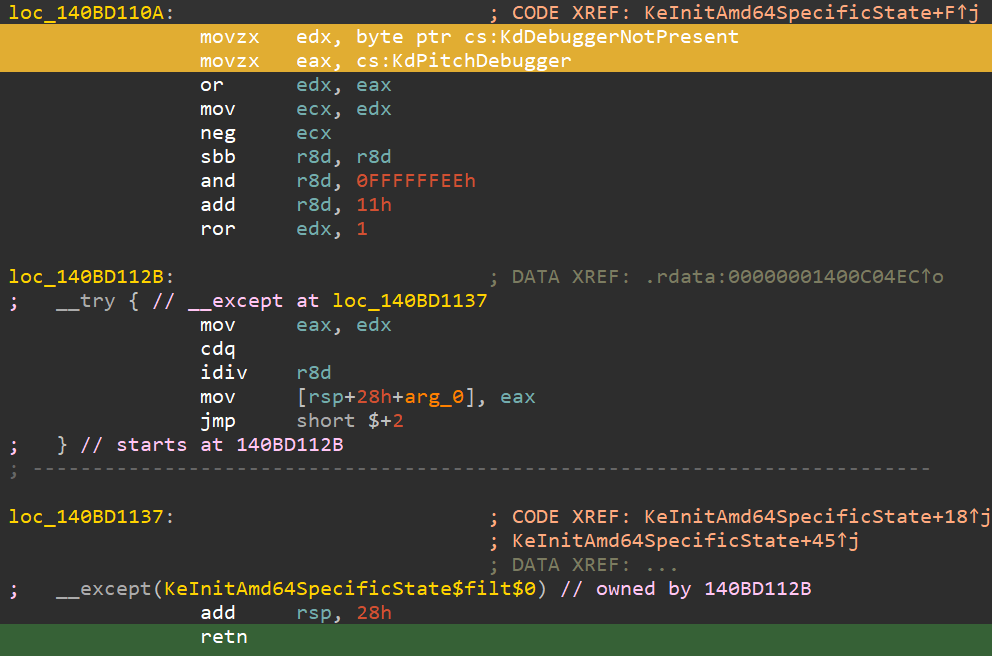 loc_140BD110A: ; CODE XREF: KeInitAmd64SpecificState+F↑j
movzx edx, byte ptr cs:KdDebuggerNotPresent
movzx eax, cs:KdPitchDebugger
or edx, eax
mov ecx, edx
neg ecx
sbb r8d, r8d
and r8d, 0FFFFFFEEh
add r8d, 11h
ror edx, 1
loc_140BD112B: ; DATA XREF: .rdata:00000001400C04EC↑o
; __try { // __except at loc_140BD1137
mov eax, edx
cdq
idiv r8d
mov [rsp+28h+arg_0], eax
jmp short $+2
; } // starts at 140BD112B
; ---------------------------------------------------------------------------
loc_140BD1137: ; CODE XREF: KeInitAmd64SpecificState+18↑j
; KeInitAmd64SpecificState+45↑j
; DATA XREF: ...
; __except(KeInitAmd64SpecificState$filt$0) // owned by 140BD112B
add rsp, 28h
retn